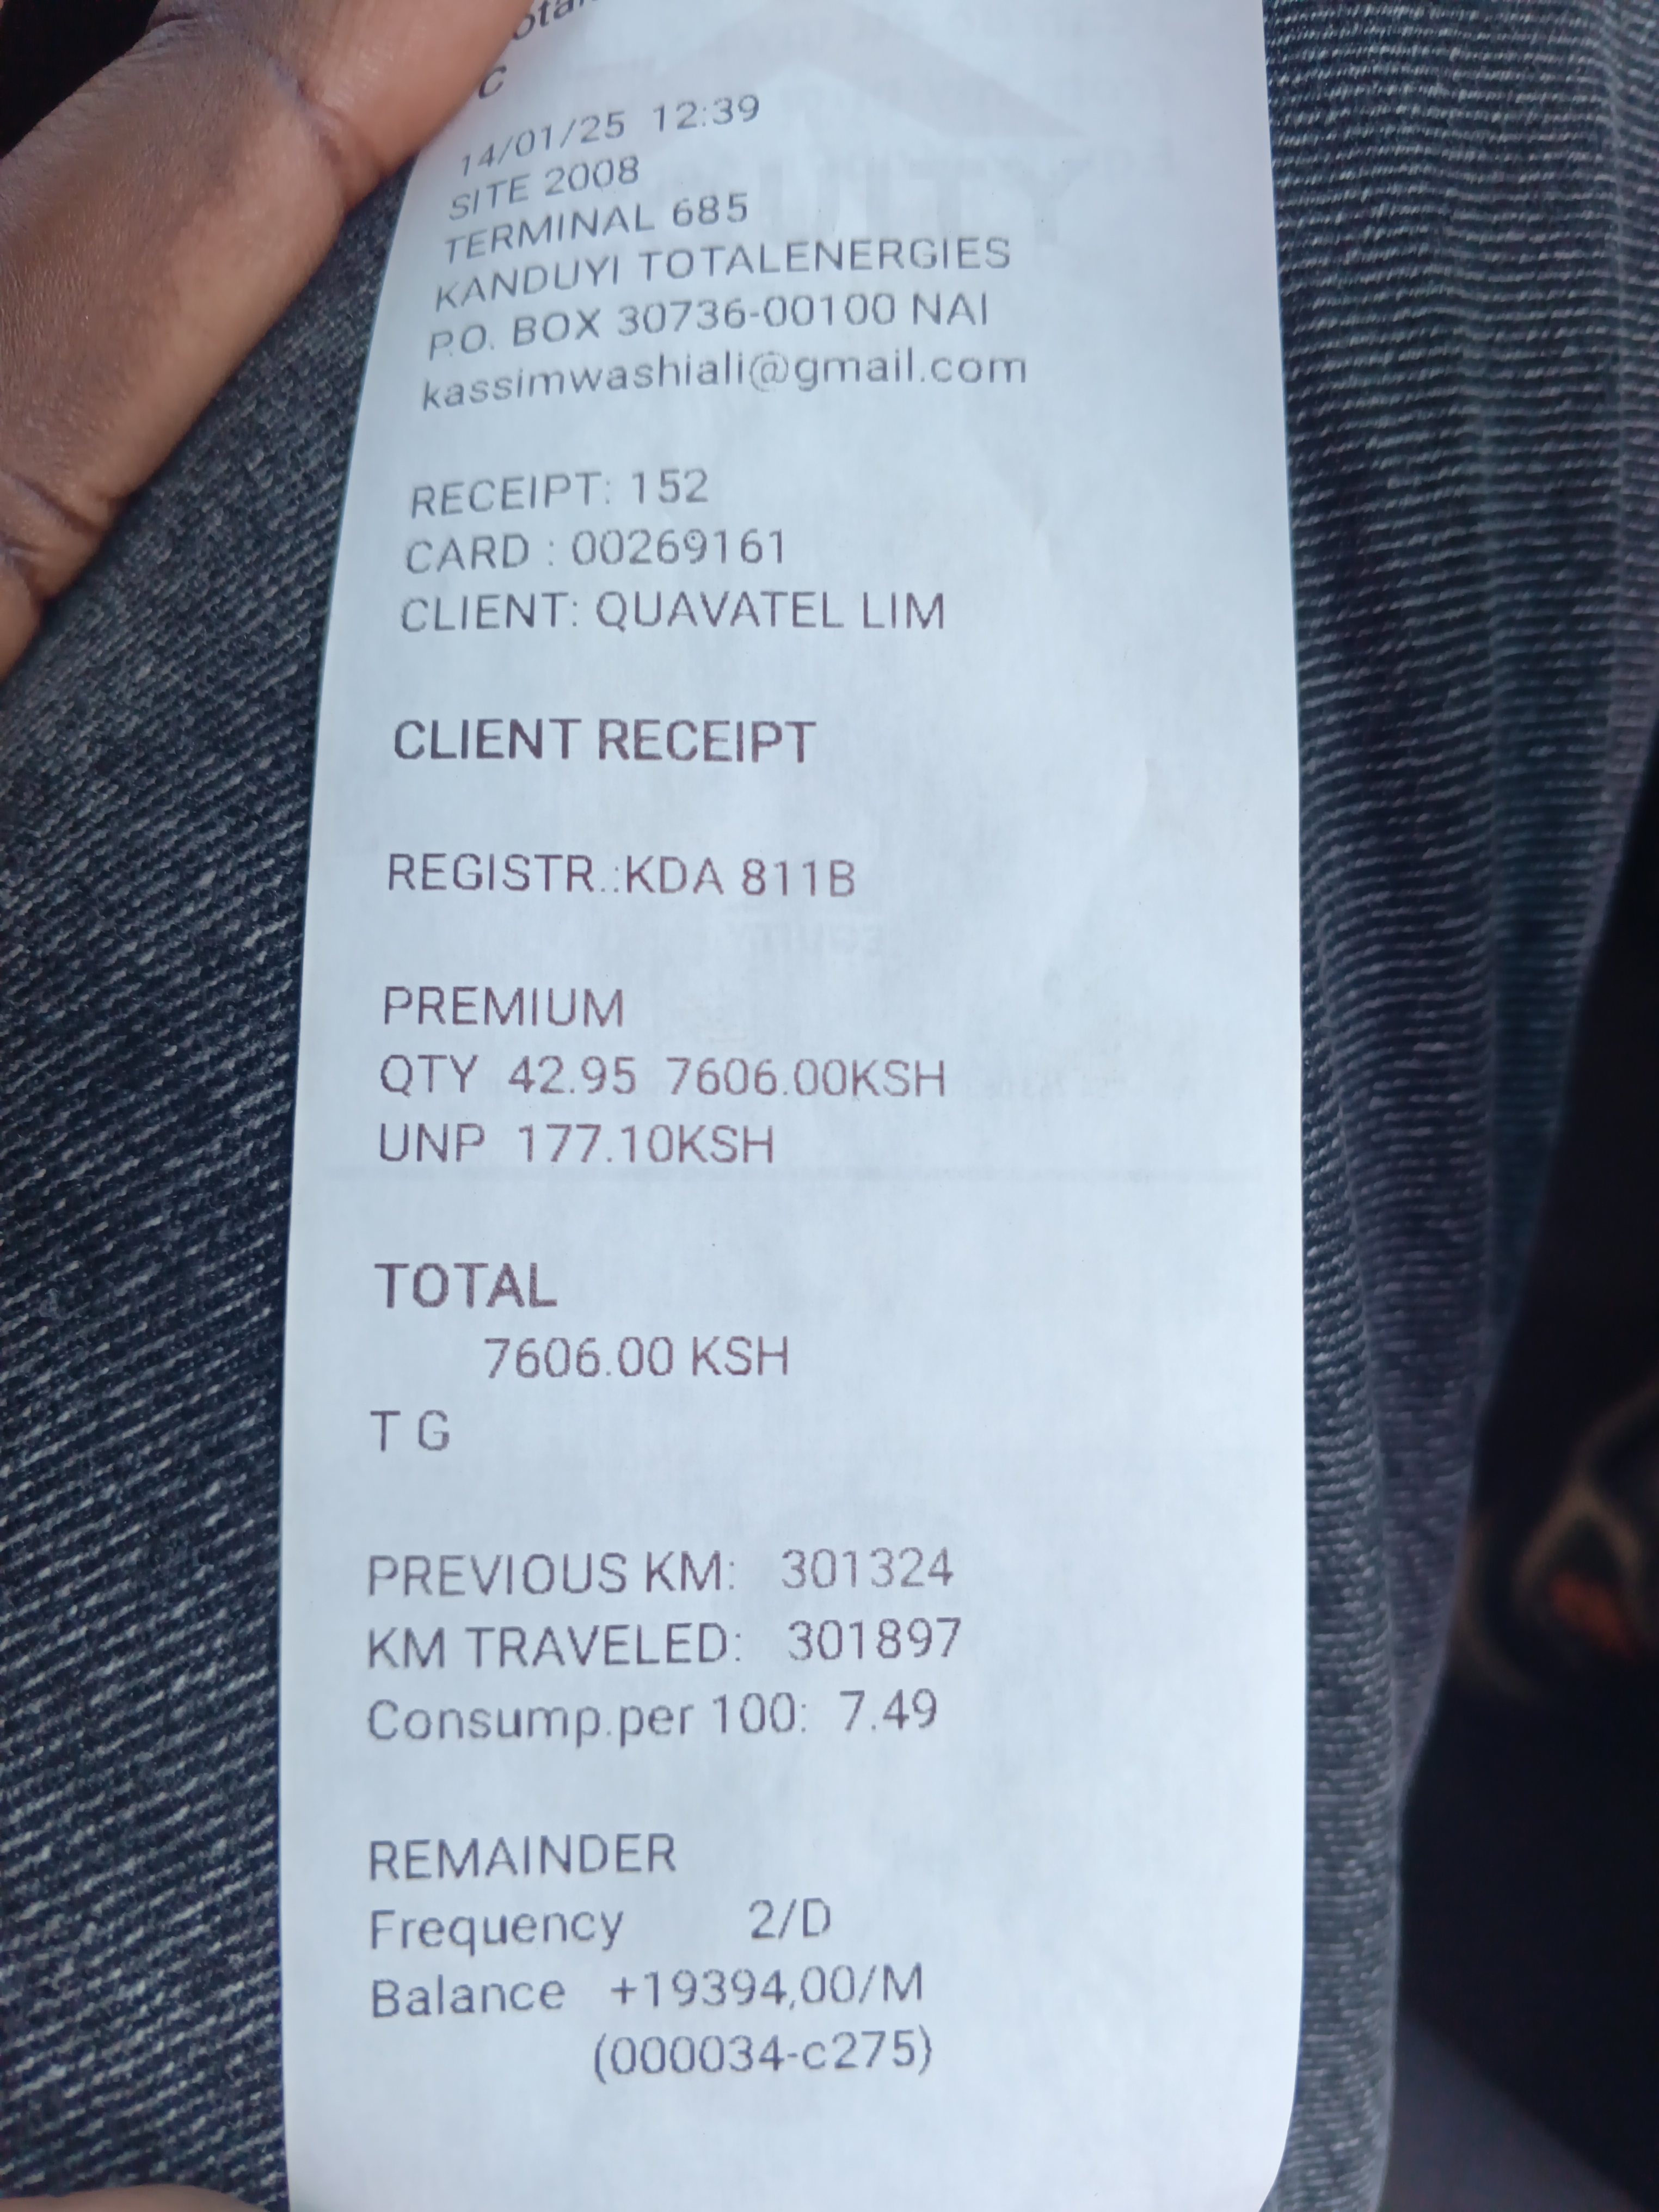 C
14/01/25 12:39
SITE 2008
TERMINAL 685
KANDUYI TOTALENERGIES
P.O. BOX 30736-00100 NAI
kassimwashiali@gmail.com
RECEIPT: 152
CARD : 00269161
CLIENT: QUAVATEL LIM
CLIENT RECEIPT
REGISTR.:KDA 811B
PREMIUM
QTY 42.95 7606.00KSH
UNP 177.10KSH
TOTAL
7606.00 KSH
T G
PREVIOUS KM: 301324
KM TRAVELED: 301897
Consump.per 100: 7.49
REMAINDER
Frequency 2/D
Balance +19394,00/M
(000034-c275)